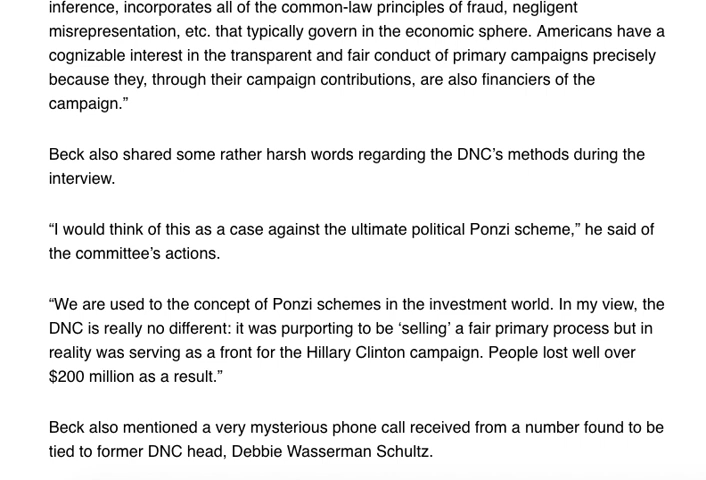 inference, incorporates all of the common-law principles of fraud, negligent
misrepresentation, etc. that typically govern in the economic sphere. Americans have a
cognizable interest in the transparent and fair conduct of primary campaigns precisely
because they, through their campaign contributions, are also financiers of the
campaign.”
Beck also shared some rather harsh words regarding the DNC’s methods during the
interview.
“I would think of this as a case against the ultimate political Ponzi scheme,” he said of
the committee’s actions.
“We are used to the concept of Ponzi schemes in the investment world. In my view, the
DNC is really no different: it was purporting to be ‘selling’ a fair primary process but in
reality was serving as a front for the Hillary Clinton campaign. People lost well over
$200 million as a result.”
Beck also mentioned a very mysterious phone call received from a number found to be
tied to former DNC head, Debbie Wasserman Schultz.